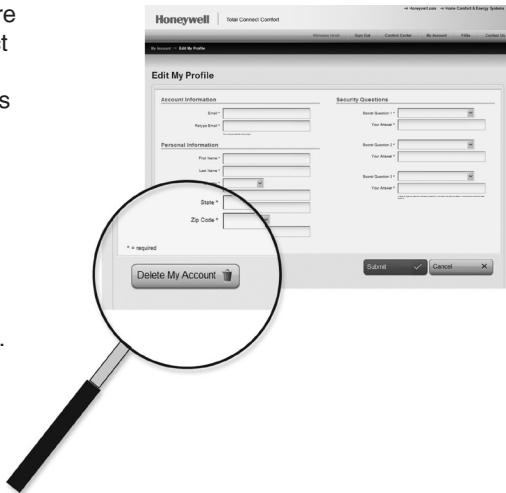 re
ct
s
.
Honeywell
Total Connect Comfort
Honeywell.com
Home Comfort & Energy Systems
Welcome
Sign Out
Control Center
My Account
FAQs
Contact Us
My Account
Edit My Profile
Edit My Profile
Account Information
Email *
Retype Email *
Personal Information
First Name *
Last Name *
State *
Zip Code *
* = required
Delete My Account
Security Questions
Secret Question 1 *
Your Answer *
Secret Question 2 *
Your Answer *
Secret Question 3 *
Your Answer *
Submit
Cancel